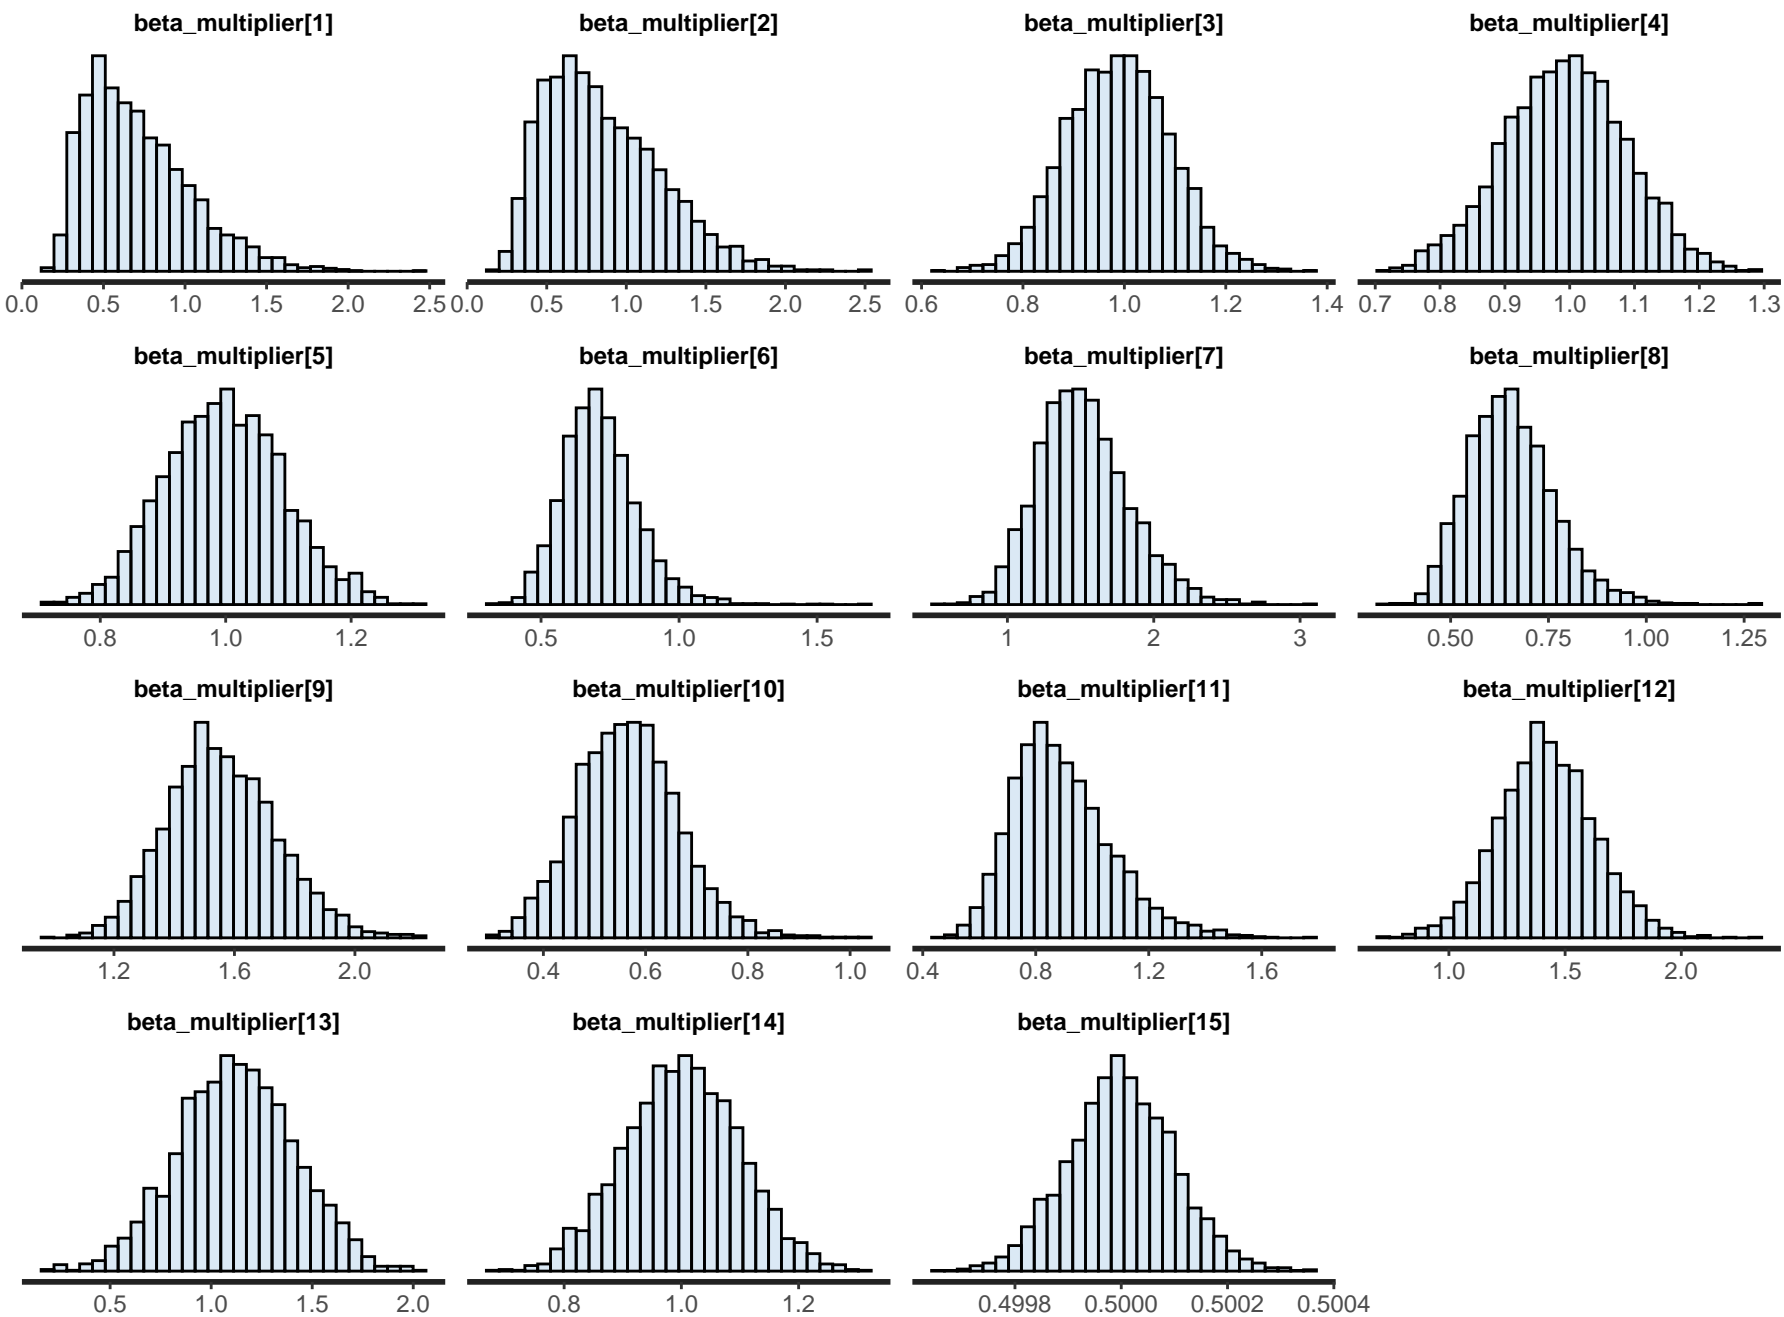 beta_multiplier[1] beta_multiplier[2] beta_multiplier[3] beta_multiplier[4]
0.0 0.5 1.0 1.5 2.0 2.5 0.0 0.5 1.0 1.5 2.0 2.5 0.6 0.8 1.0 1.2 1.4 0.7 0.8 0.9 1.0 1.1 1.2 1.3
beta_multiplier[5] beta_multiplier[6] beta_multiplier[7] beta_multiplier[8]
0.8 1.0 1.2 0.5 1.0 1.5 1 2 3 0.50 0.75 1.00 1.25
beta_multiplier[9] beta_multiplier[10] beta_multiplier[11] beta_multiplier[12]
1.2 1.6 2.0 0.4 0.6 0.8 1.0 0.4 0.8 1.2 1.6 1.0 1.5 2.0
beta_multiplier[13] beta_multiplier[14] beta_multiplier[15]
0.5 1.0 1.5 2.0 0.8 1.0 1.2 0.4998 0.5000 0.5002 0.5004